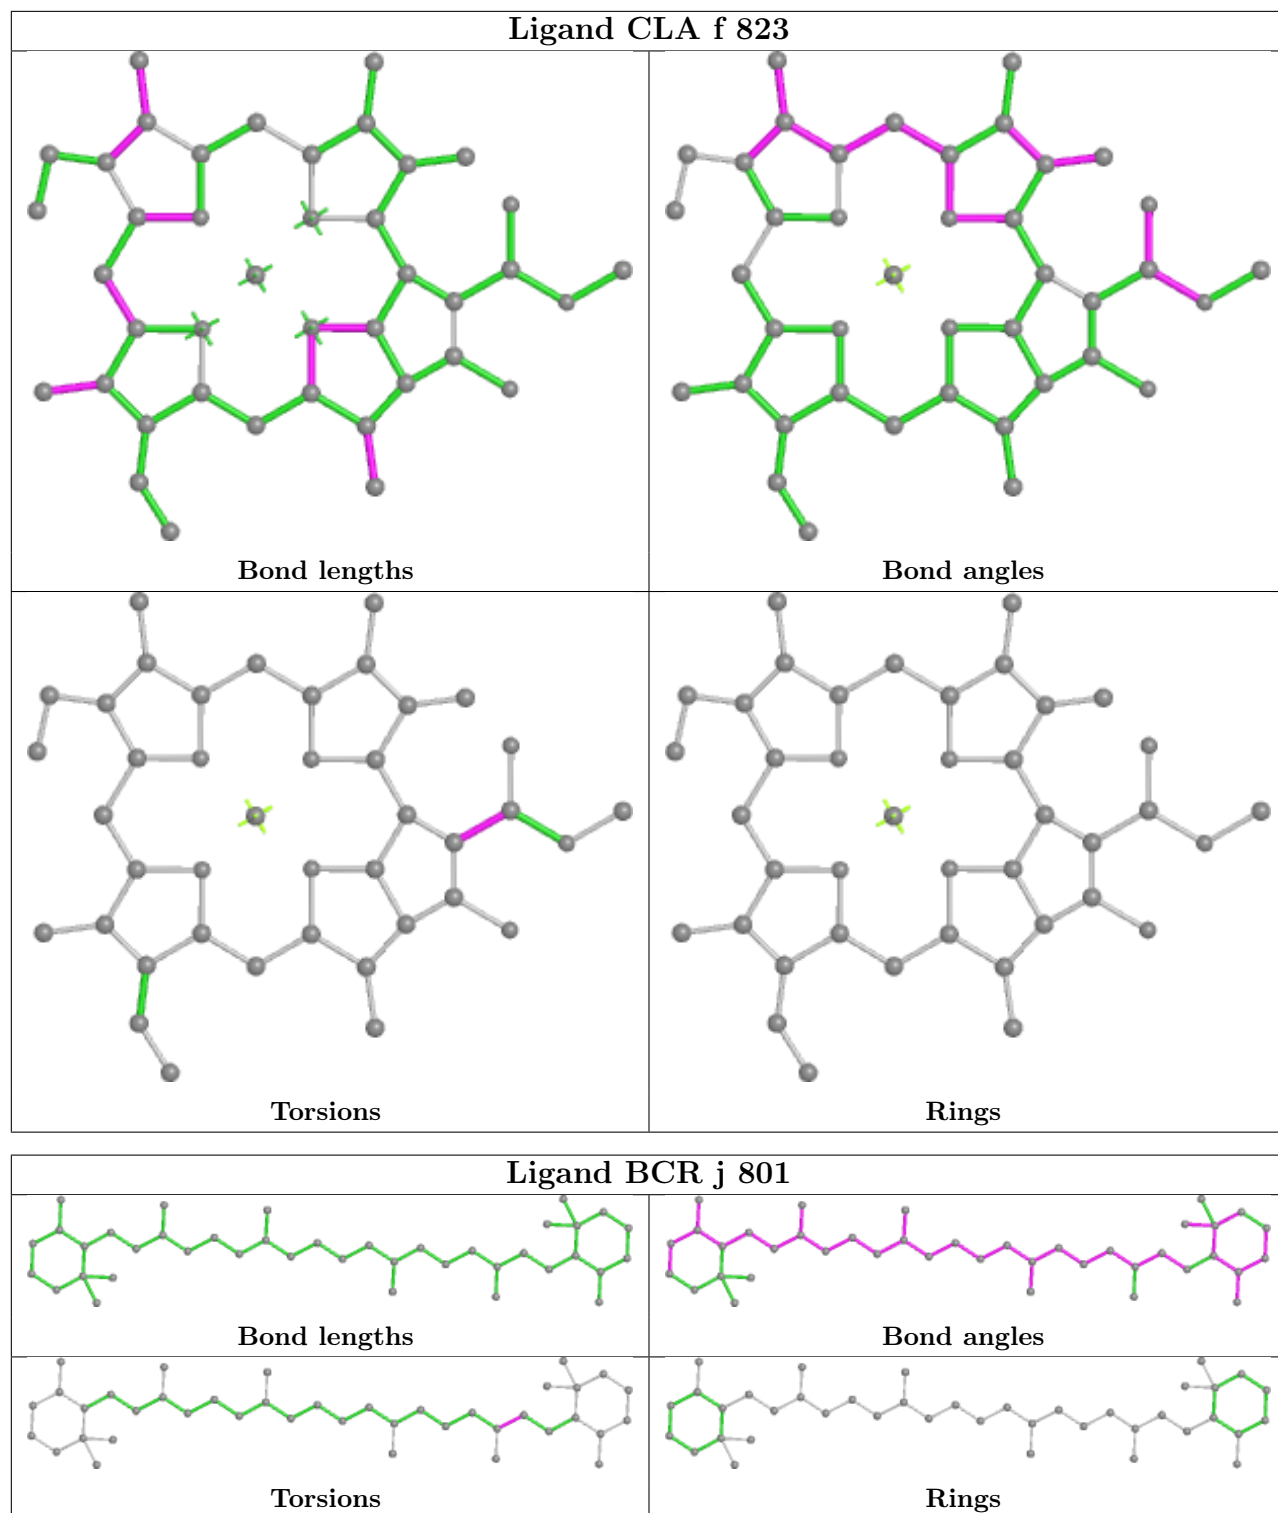 Ligand CLA f 823
Bond lengths
Bond angles
Torsions
Rings
Ligand BCR j 801
Bond lengths
Bond angles
Torsions
Rings